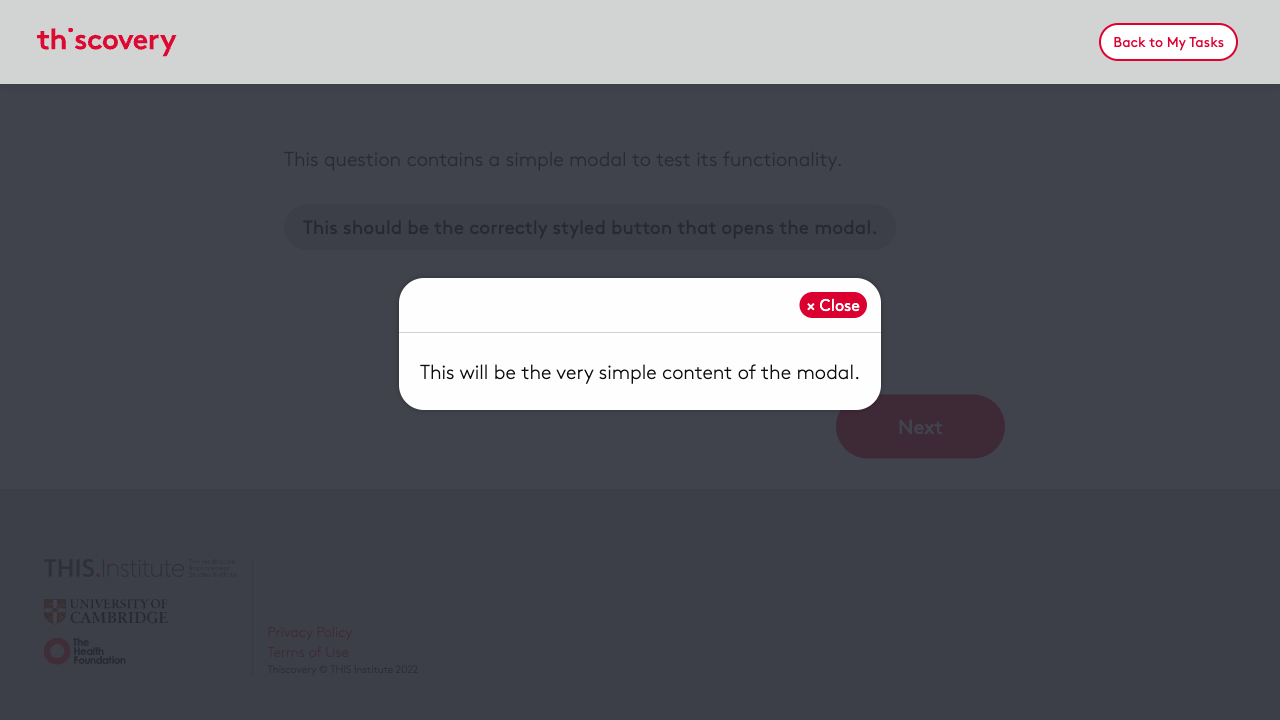 thiscovery
Back to My Tasks
This question contains a simple modal to test its functionality.
This should be the correctly styled button that opens the modal.
× Close
This will be the very simple content of the modal.
Next
THIS.Institute
UNIVERSITY OF
CAMBRIDGE
The
Health
Foundation
Privacy Policy
Terms of Use
Thiscovery © THIS Institute 2022